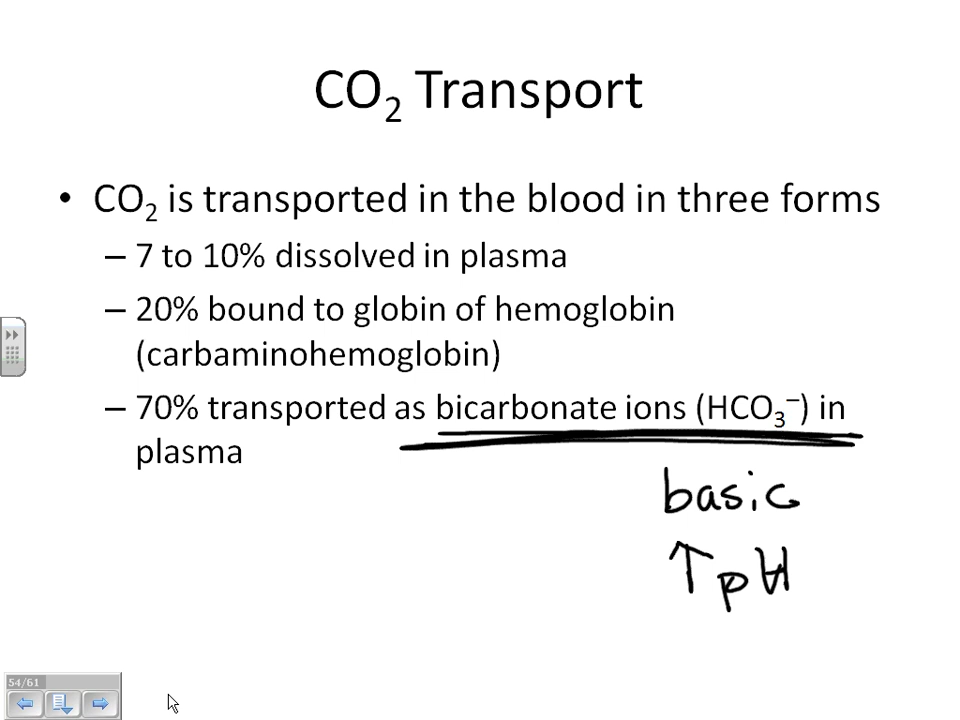 CO₂ Transport
• CO₂ is transported in the blood in three forms
– 7 to 10% dissolved in plasma
– 20% bound to globin of hemoglobin
(carbaminohemoglobin)
– 70% transported as bicarbonate ions (HCO₃⁻) in
plasma
basic
↑ pH
54/61